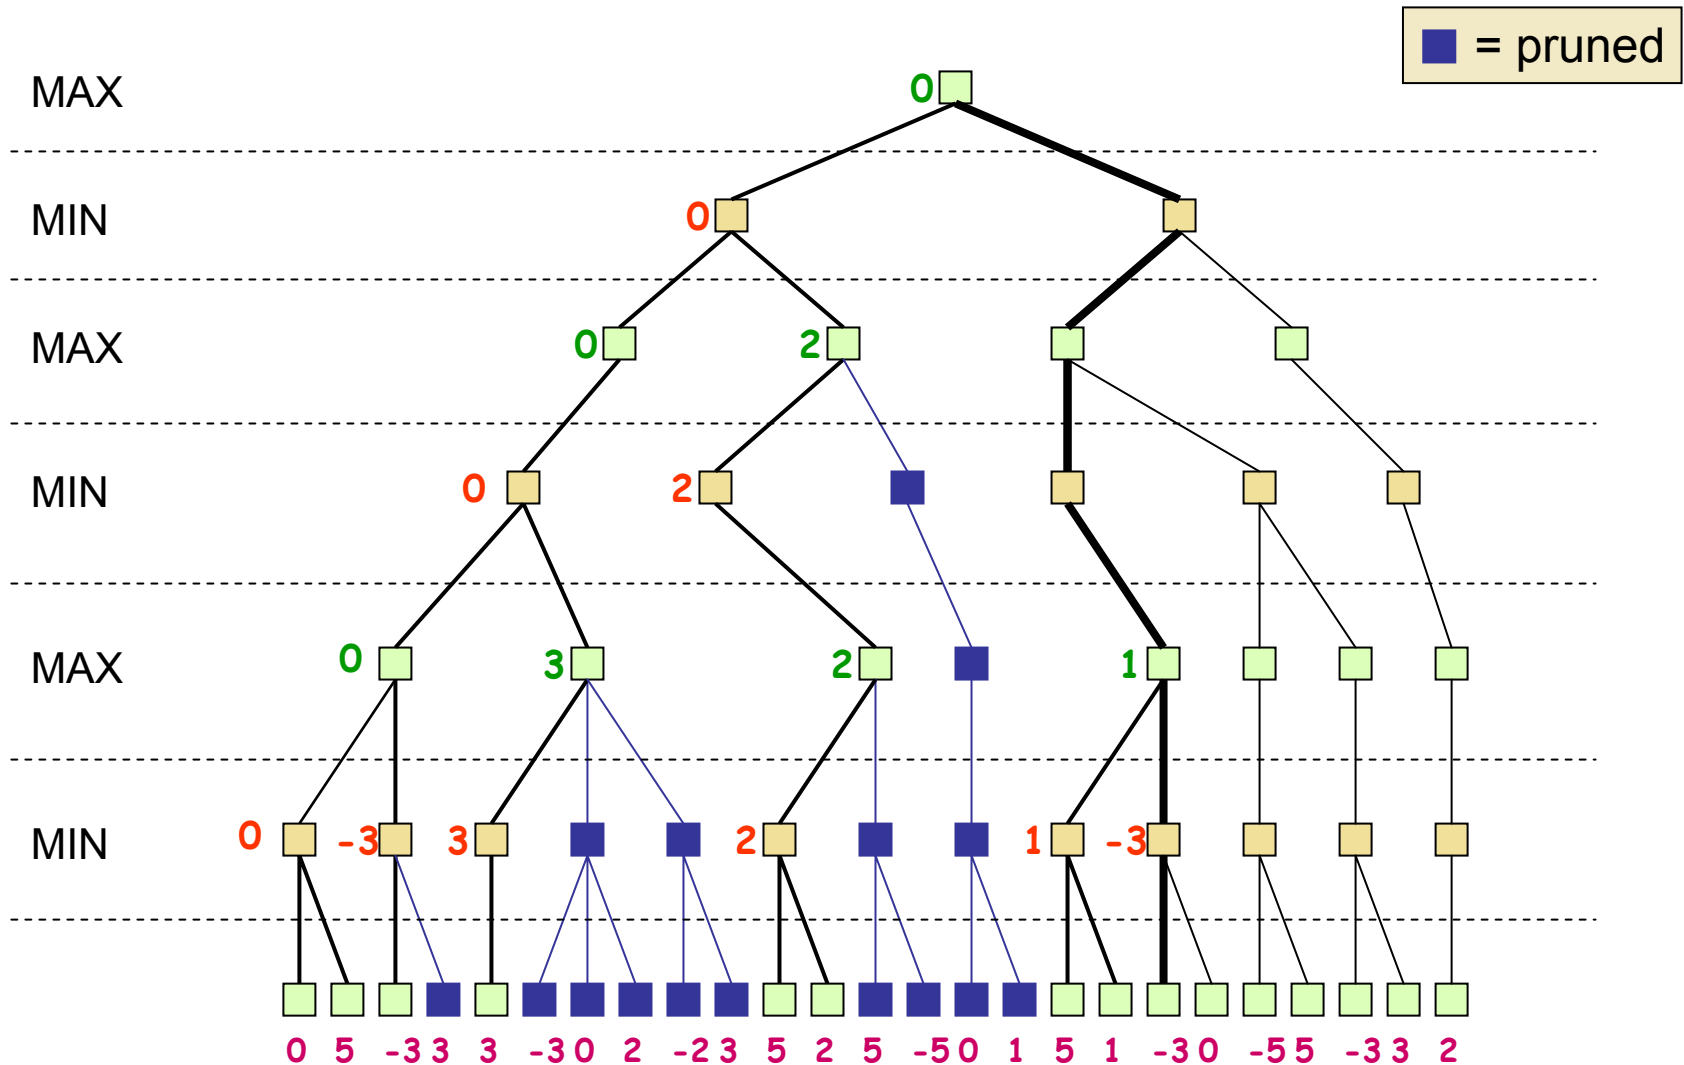 = pruned
MAX 0
MIN 0
MAX 0 2
MIN 0 2
MAX 0 3 2 1
MIN 0 -3 3 2 1 -3
0 5 -3 3 3 -3 0 2 -2 3 5 2 5 -5 0 1 5 1 -3 0 -5 5 -3 3 2